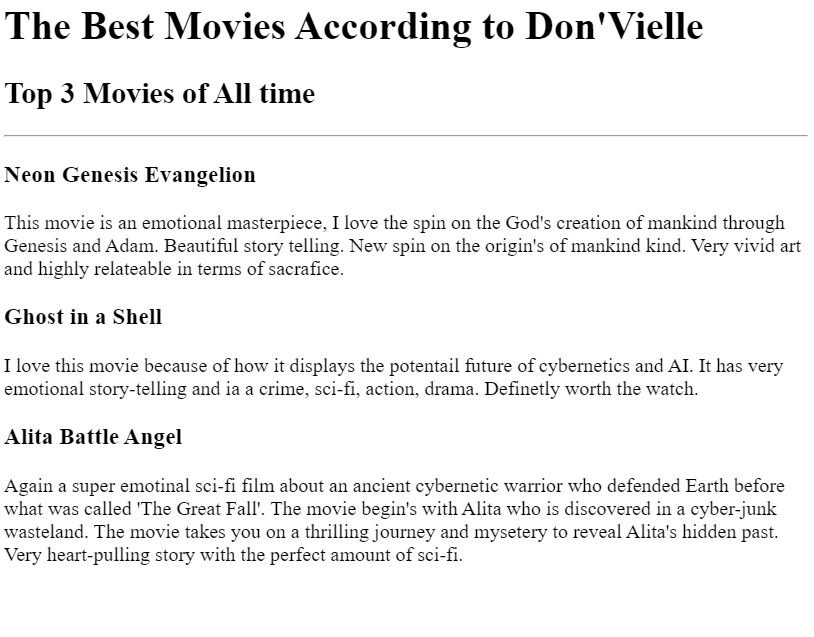 The Best Movies According to Don'Vielle
Top 3 Movies of All time
Neon Genesis Evangelion
This movie is an emotional masterpiece, I love the spin on the God's creation of mankind through
Genesis and Adam. Beautiful story telling. New spin on the origin's of mankind kind. Very vivid art
and highly relateable in terms of sacrafice.
Ghost in a Shell
I love this movie because of how it displays the potentail future of cybernetics and AI. It has very
emotional story-telling and ia a crime, sci-fi, action, drama. Definetly worth the watch.
Alita Battle Angel
Again a super emotinal sci-fi film about an ancient cybernetic warrior who defended Earth before
what was called 'The Great Fall'. The movie begin's with Alita who is discovered in a cyber-junk
wasteland. The movie takes you on a thrilling journey and mysetery to reveal Alita's hidden past.
Very heart-pulling story with the perfect amount of sci-fi.